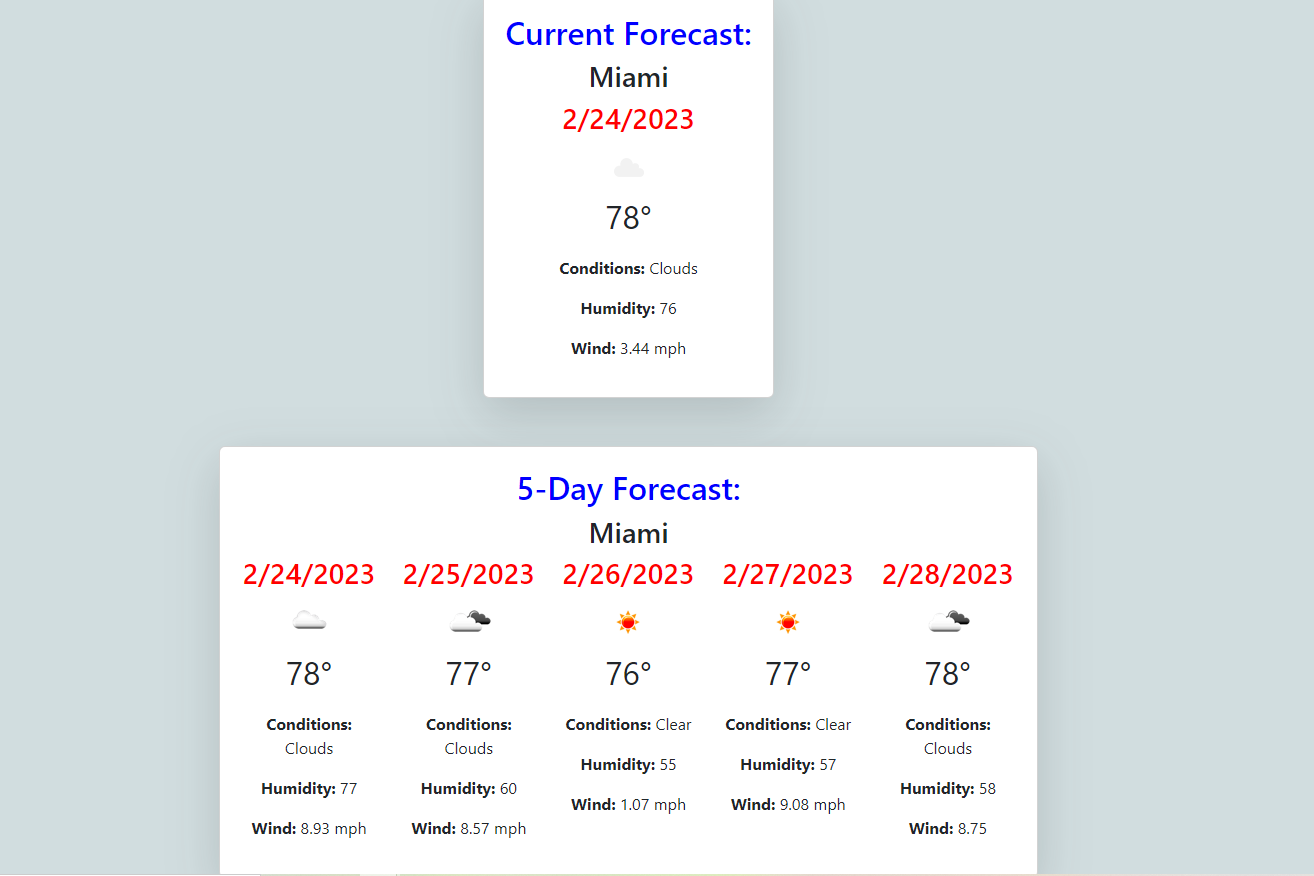 Current Forecast:
Miami
2/24/2023
78°
Conditions: Clouds
Humidity: 76
Wind: 3.44 mph
5-Day Forecast:
Miami
2/24/2023
78°
Conditions:
Clouds
Humidity: 77
Wind: 8.93 mph
2/25/2023
77°
Conditions:
Clouds
Humidity: 60
Wind: 8.57 mph
2/26/2023
76°
Conditions: Clear
Humidity: 55
Wind: 1.07 mph
2/27/2023
77°
Conditions: Clear
Humidity: 57
Wind: 9.08 mph
2/28/2023
78°
Conditions:
Clouds
Humidity: 58
Wind: 8.75